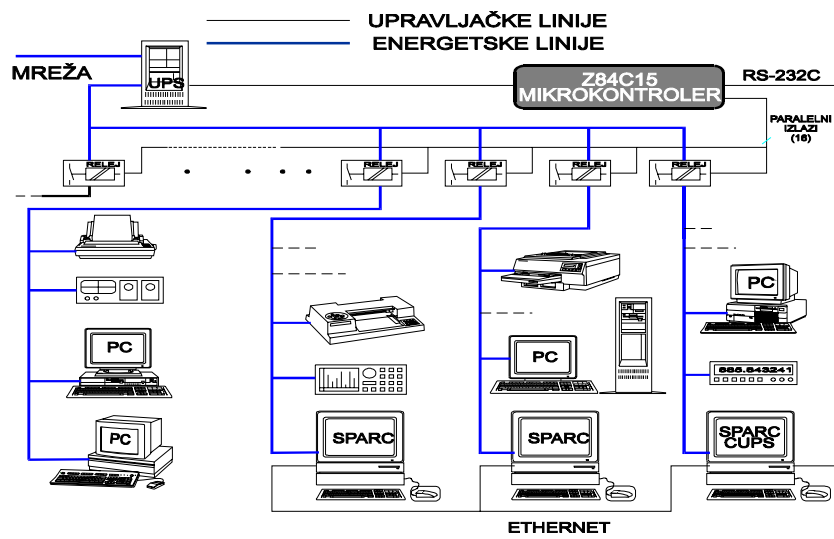 UPRAVLJAČKE LINIJE
ENERGETSKE LINIJE
MREŽA
UPS
Z84C15
MIKROKONTROLER
RS-232C
PARALELNI
IZLAZI
(16)
RELEJ
RELEJ
RELEJ
RELEJ
RELEJ
PC
PC
PC
PC
885.843241
SPARC
SPARC
SPARC
CUPS
ETHERNET